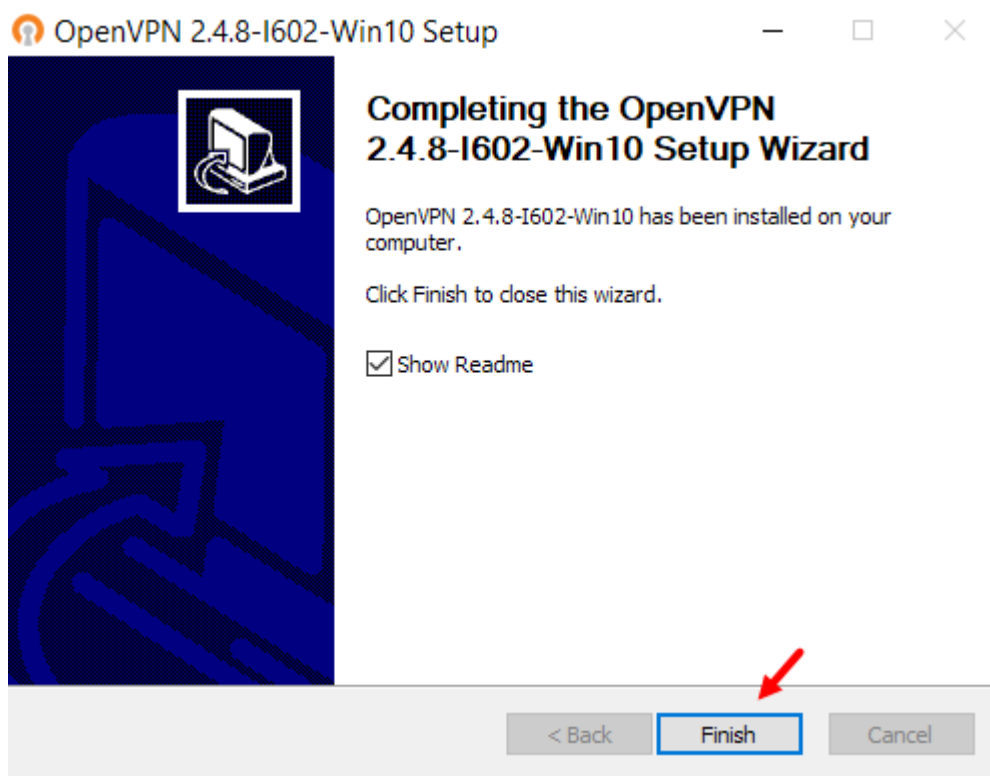 OpenVPN 2.4.8-I602-Win10 Setup
Completing the OpenVPN
2.4.8-I602-Win10 Setup Wizard
OpenVPN 2.4.8-I602-Win10 has been installed on your
computer.
Click Finish to close this wizard.
Show Readme
< Back
Finish
Cancel